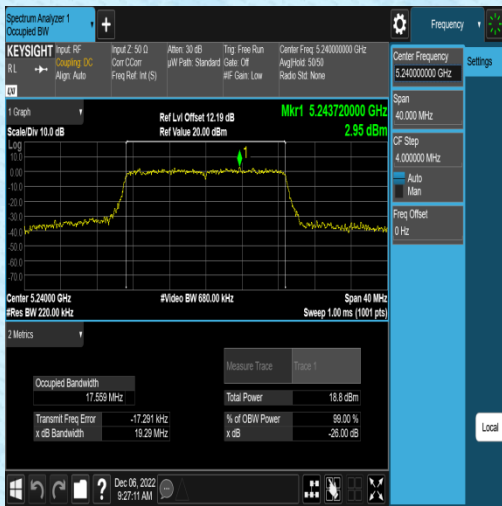 Spectrum Analyzer 1
Occupied BW
Frequency
KEYSIGHT
Input: RF
Coupling: DC
Align: Auto
Input Z: 50 Ω
Corr CCorr
Freq Ref: Int (S)
Atten: 30 dB
µW Path: Standard
Trig: Free Run
Gate: Off
#IF Gain: Low
Center Freq: 5.240000000 GHz
Avg|Hold: 50/50
Radio Std: None
R L
LXI
Center Frequency
5.240000000 GHz
Settings
Span
40.000 MHz
CF Step
4.000000 MHz
Auto
Man
Freq Offset
0 Hz
Local
1 Graph
Scale/Div 10.0 dB
Ref Lvl Offset 12.19 dB
Ref Value 20.00 dBm
Mkr1 5.243720000 GHz
2.95 dBm
Log
10.0
0.00
-10.0
-20.0
-30.0
-40.0
-50.0
-60.0
-70.0
1
Center 5.24000 GHz
#Res BW 220.00 kHz
#Video BW 680.00 kHz
Span 40 MHz
Sweep 1.00 ms (1001 pts)
2 Metrics
Measure Trace
Trace 1
Occupied Bandwidth
17.559 MHz
Total Power
18.8 dBm
Transmit Freq Error
-17.291 kHz
% of OBW Power
99.00 %
x dB Bandwidth
19.29 MHz
x dB
-26.00 dB
?
Dec 06, 2022
9:27:11 AM